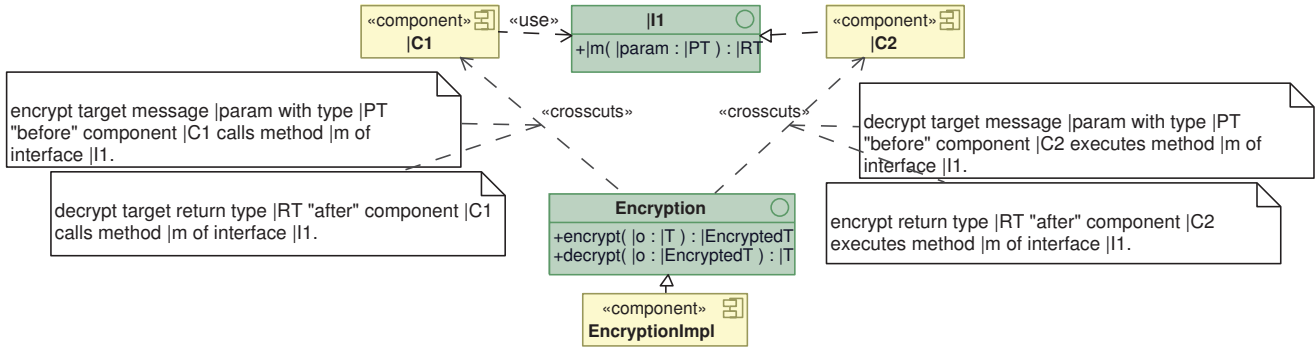 «component»
|C1
«use»
|I1
+|m( |param : |PT ) : |RT
«component»
|C2
encrypt target message |param with type |PT
"before" component |C1 calls method |m of
interface |I1.
«crosscuts»
«crosscuts»
decrypt target message |param with type |PT
"before" component |C2 executes method |m of
interface |I1.
decrypt target return type |RT "after" component |C1
calls method |m of interface |I1.
Encryption
+encrypt( |o : |T ) : |EncryptedT
+decrypt( |o : |EncryptedT ) : |T
encrypt return type |RT "after" component |C2
executes method |m of interface |I1.
«component»
EncryptionImpl